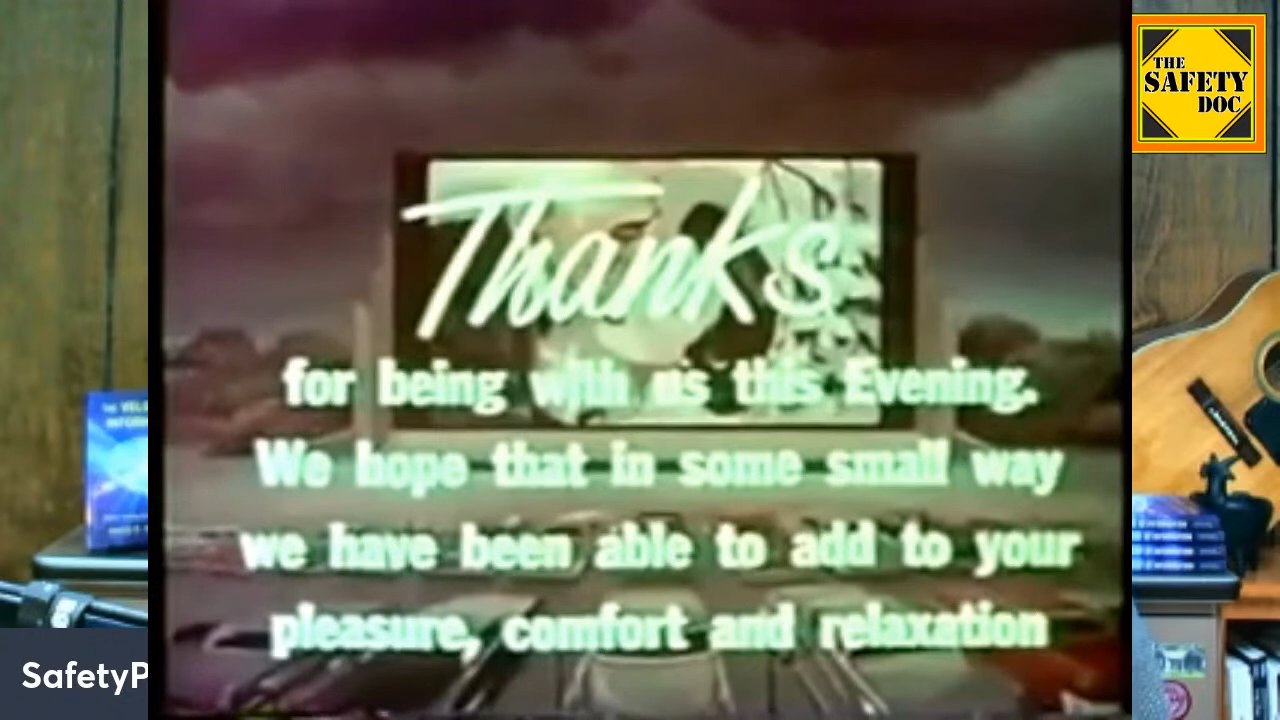 THE
SAFETY
DOC
Thanks
for being with us this Evening.
We hope that in some small way
we have been able to add to your
pleasure, comfort and relaxation
SafetyP